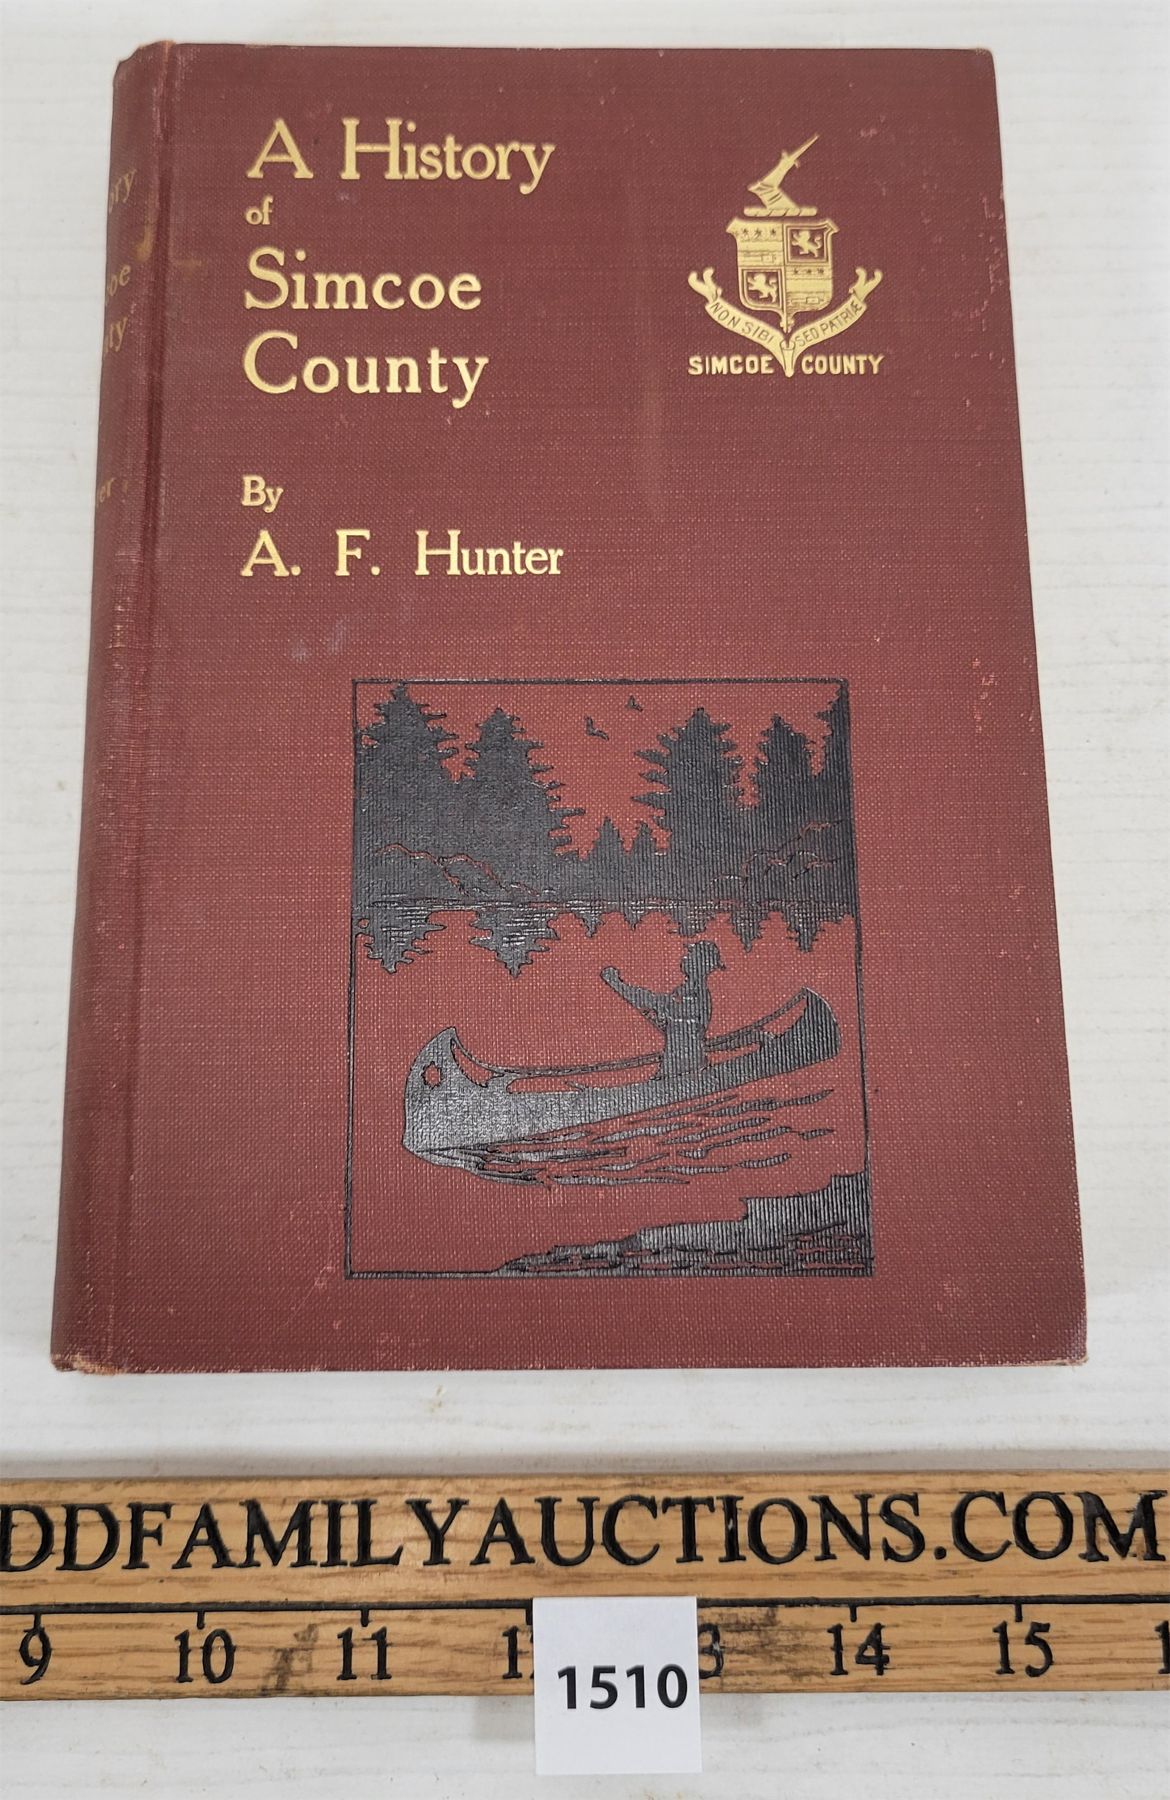 A History
of
Simcoe
County
NON SIBI SED PATRIÆ
SIMCOE COUNTY
By
A. F. Hunter
DDFAMILYAUCTIONS.COM
9 10 11 14 15
1510